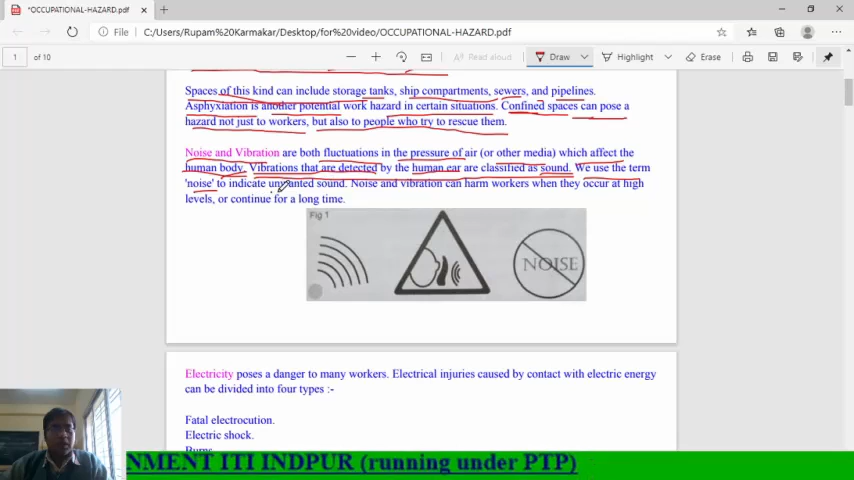 *OCCUPATIONAL-HAZARD.pdf
File
C:/Users/Rupam%20Karmakar/Desktop/for%20video/OCCUPATIONAL-HAZARD.pdf
1
of 10
Read aloud
Draw
Highlight
Erase
Spaces of this kind can include storage tanks, ship compartments, sewers, and pipelines.
Asphyxiation is another potential work hazard in certain situations. Confined spaces can pose a
hazard not just to workers, but also to people who try to rescue them.
Noise and Vibration are both fluctuations in the pressure of air (or other media) which affect the
human body. Vibrations that are detected by the human ear are classified as sound. We use the term
'noise' to indicate unwanted sound. Noise and vibration can harm workers when they occur at high
levels, or continue for a long time.
Fig 1
NOISE
Electricity poses a danger to many workers. Electrical injuries caused by contact with electric energy
can be divided into four types :-
Fatal electrocution.
Electric shock.
Burns.
NMENT ITI INDPUR (running under PTP)